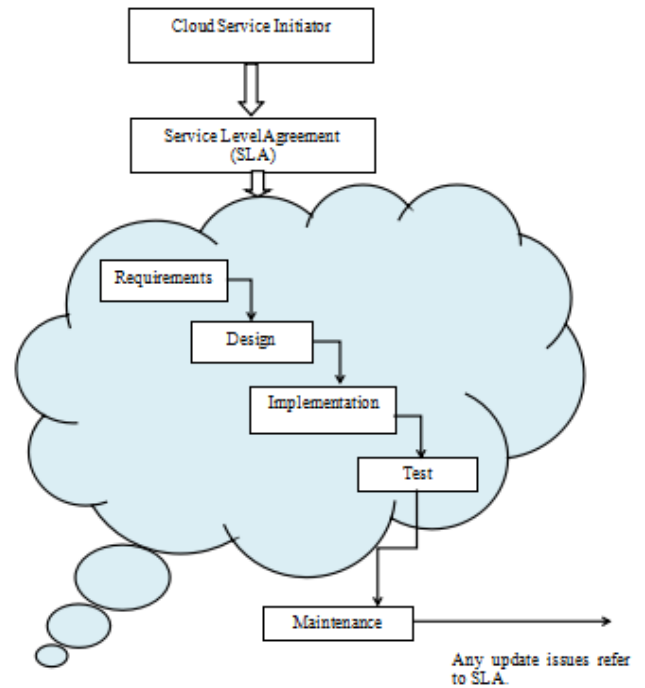 Cloud Service Initiator
Service Level Agreement
(SLA)
Requirements
Design
Implementation
Test
Maintenance
Any update issues refer
to SLA.